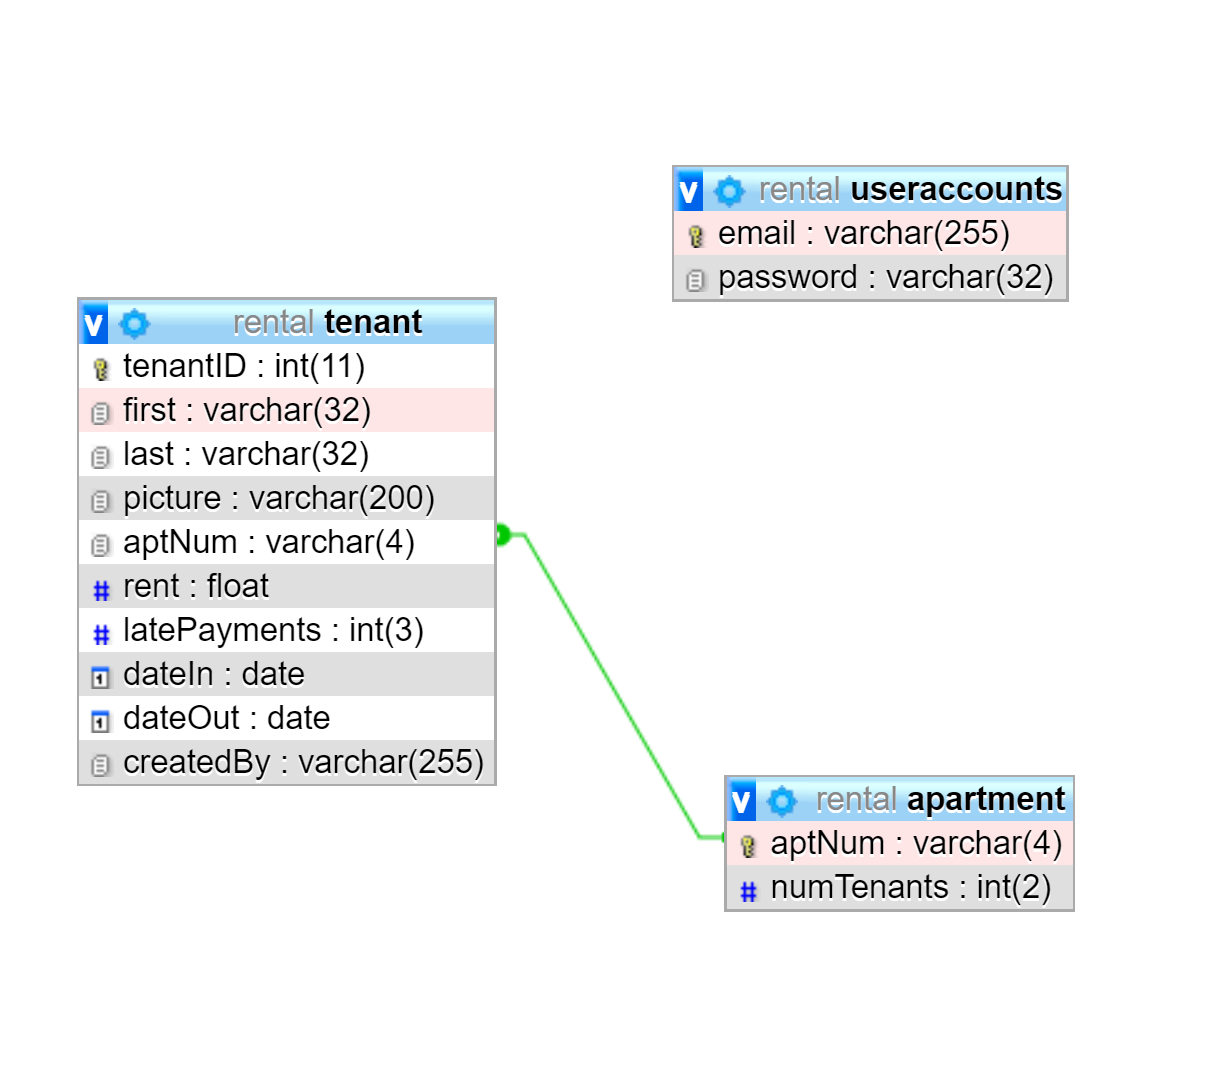 v rental useraccounts
email : varchar(255)
password : varchar(32)
v rental tenant
tenantID : int(11)
first : varchar(32)
last : varchar(32)
picture : varchar(200)
aptNum : varchar(4)
# rent : float
# latePayments : int(3)
1 dateIn : date
1 dateOut : date
createdBy : varchar(255)
v rental apartment
aptNum : varchar(4)
# numTenants : int(2)